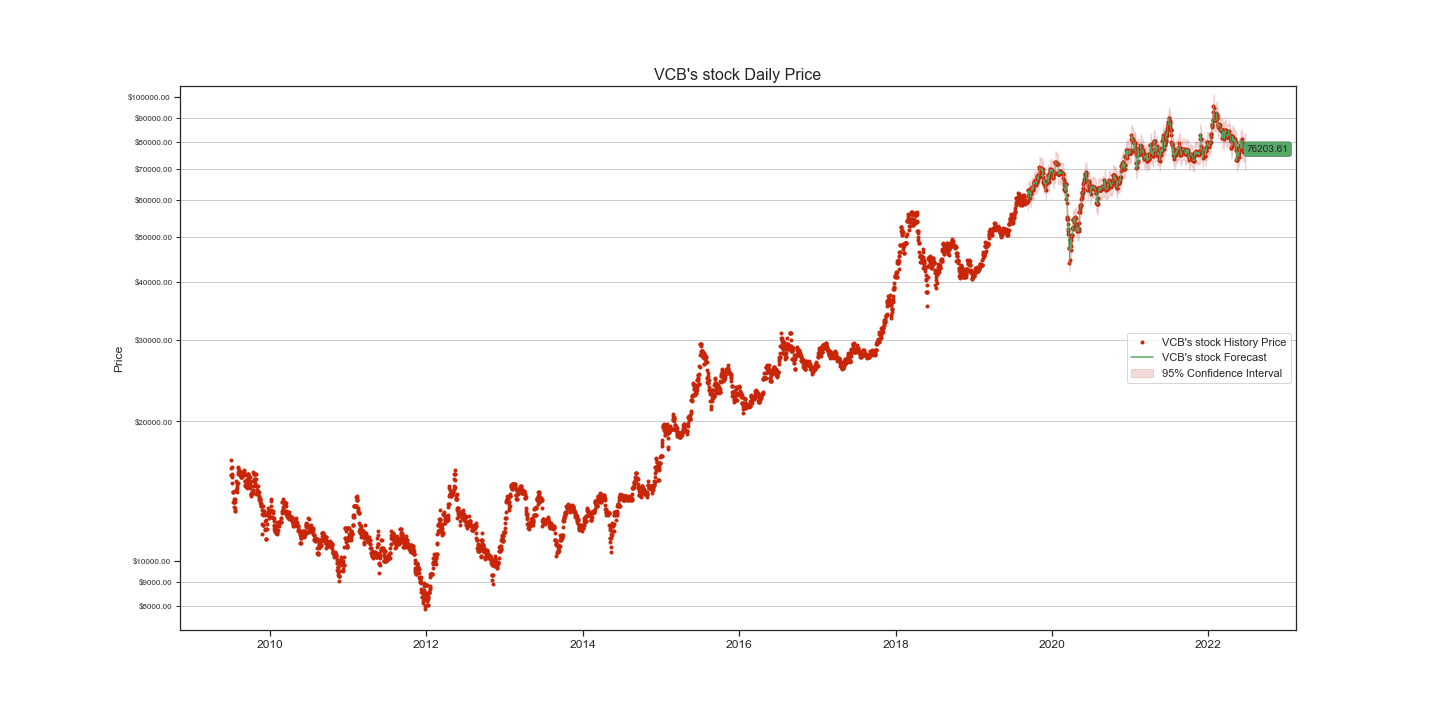 VCB's stock Daily Price
$100000.00
$90000.00
$80000.00
$70000.00
$60000.00
$50000.00
$40000.00
$30000.00
$20000.00
$10000.00
$9000.00
$8000.00
Price
76203.61
VCB's stock History Price
VCB's stock Forecast
95% Confidence Interval
2010 2012 2014 2016 2018 2020 2022